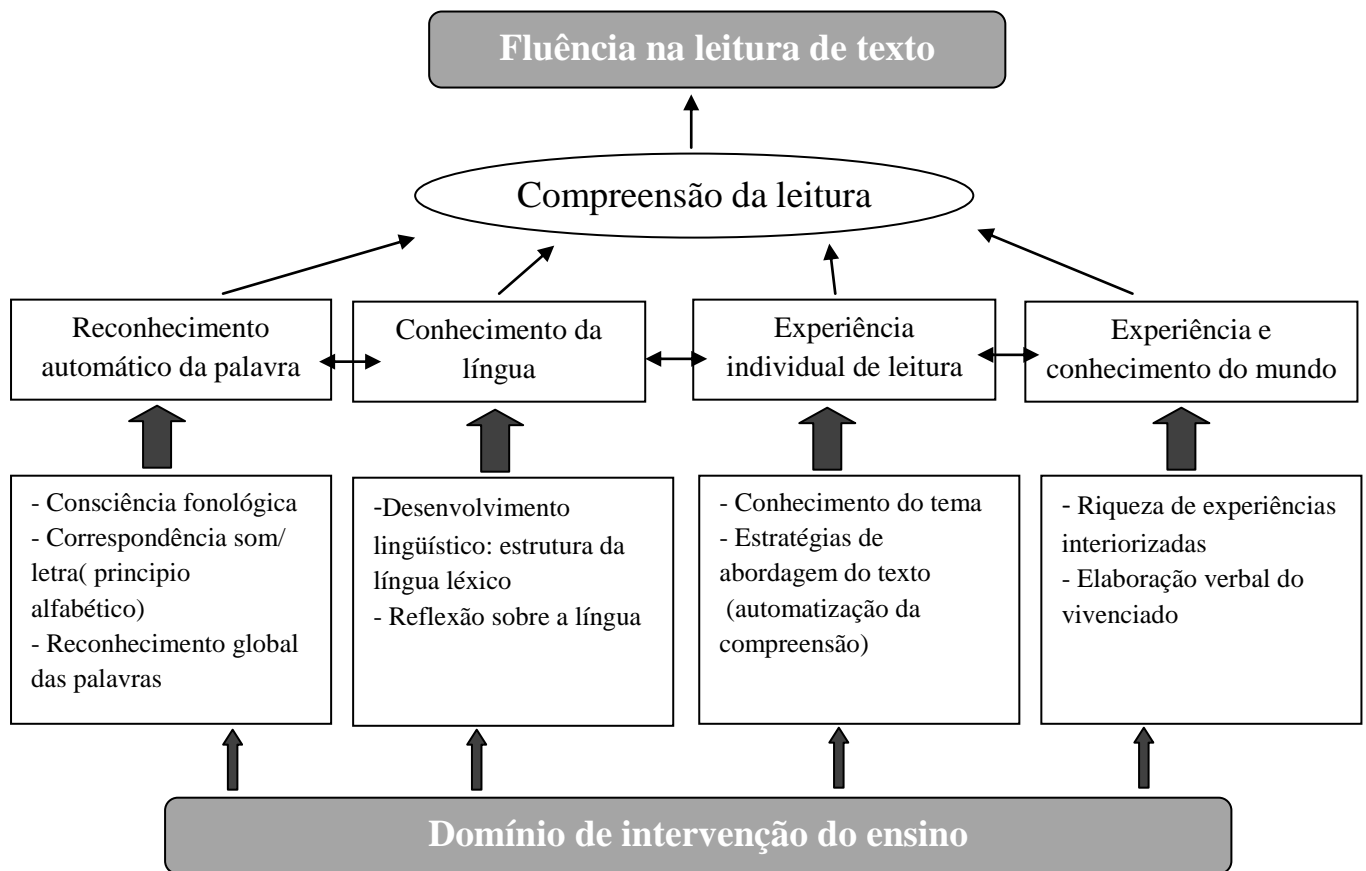 Fluência na leitura de texto
Compreensão da leitura
Reconhecimento
automático da palavra
Conhecimento da
língua
Experiência
individual de leitura
Experiência e
conhecimento do mundo
- Consciência fonológica
- Correspondência som/
letra( principio
alfabético)
- Reconhecimento global
das palavras
-Desenvolvimento
lingüístico: estrutura da
língua léxico
- Reflexão sobre a língua
- Conhecimento do tema
- Estratégias de
abordagem do texto
(automatização da
compreensão)
- Riqueza de experiências
interiorizadas
- Elaboração verbal do
vivenciado
Domínio de intervenção do ensino